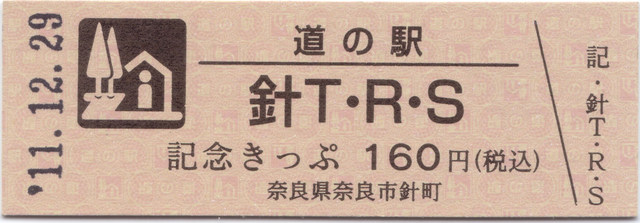 '11.12.29
道の駅
針T・R・S
記念きっぷ 160円(税込)
奈良県奈良市針町
記・針T・R・S